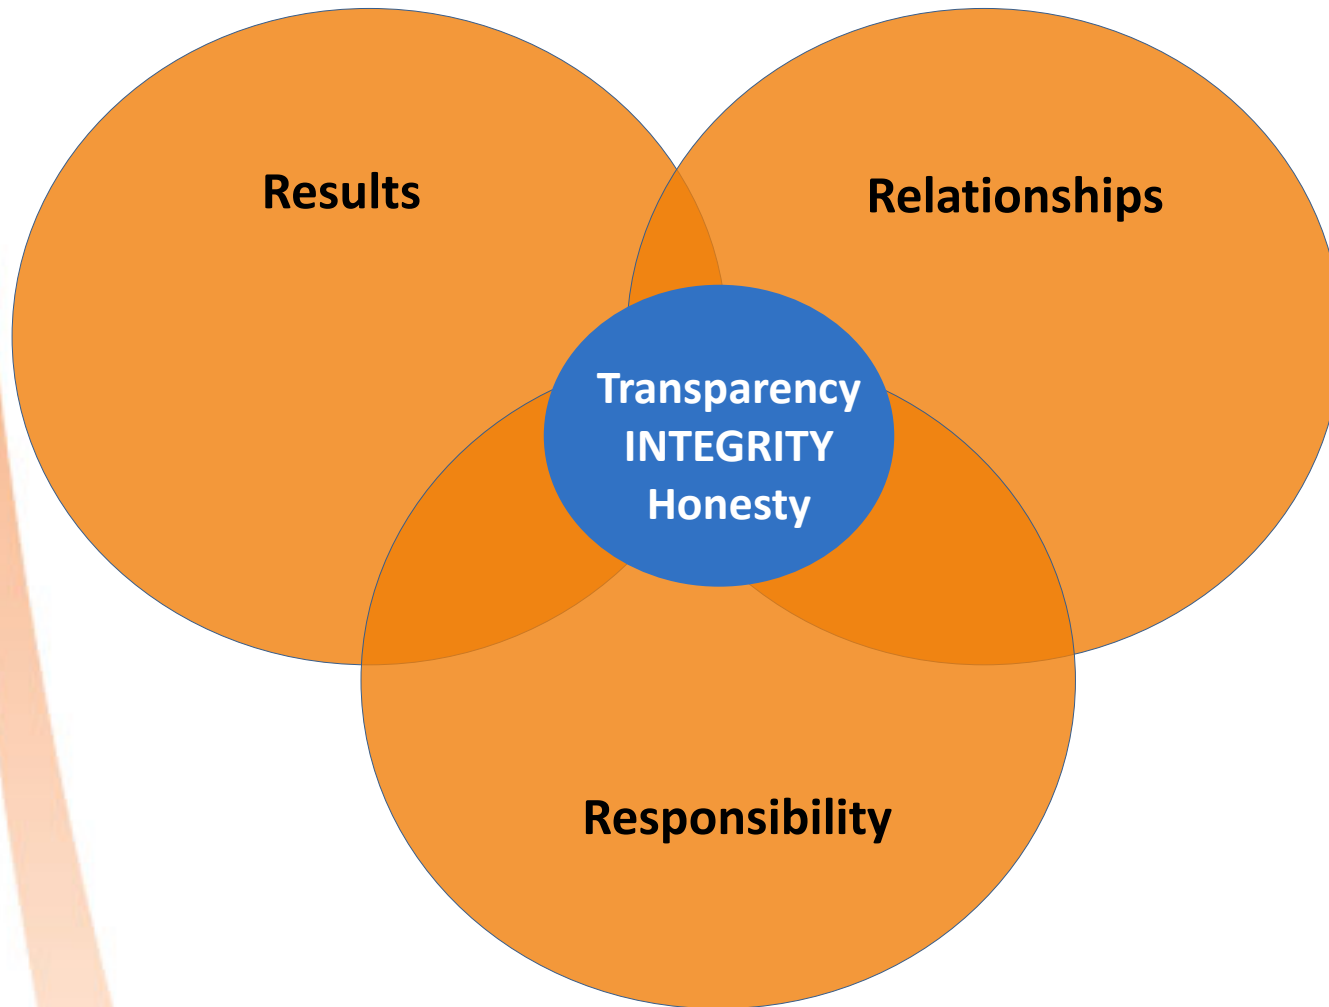 Results
Relationships
Transparency
INTEGRITY
Honesty
Responsibility